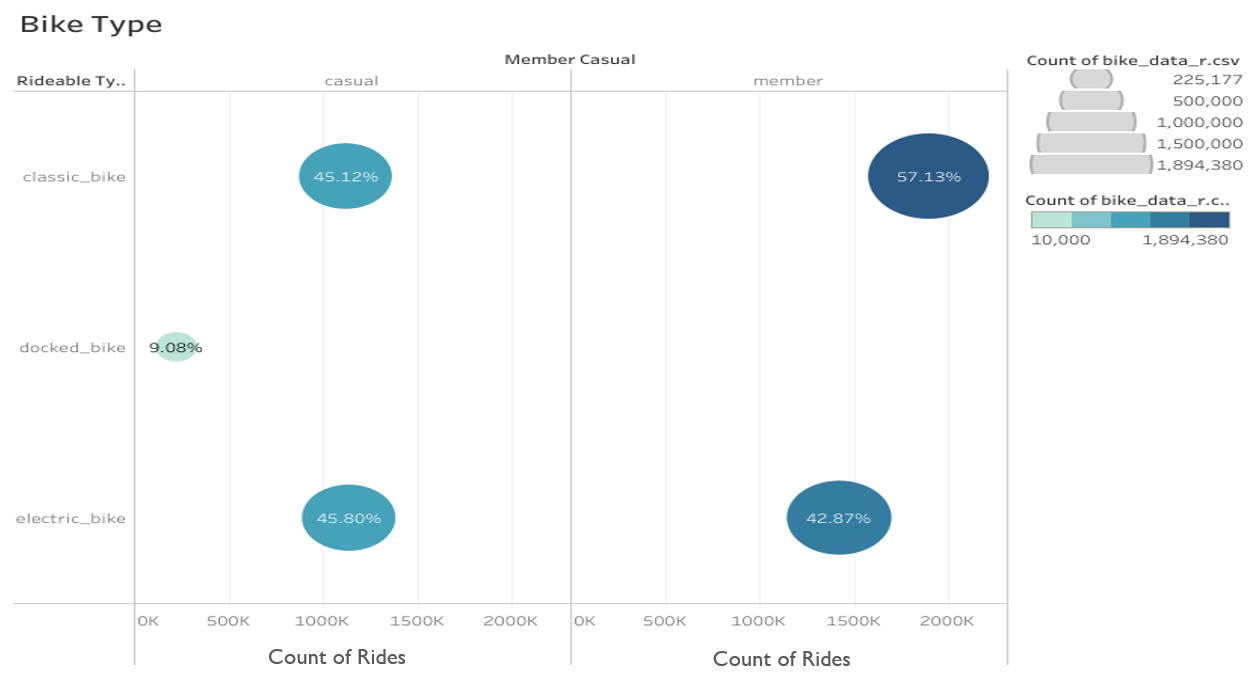 Bike Type
Member Casual
Rideable Ty..
casual
member
classic_bike
45.12%
57.13%
docked_bike
9.08%
electric_bike
45.80%
42.87%
0K
500K
1000K
1500K
2000K
0K
500K
1000K
1500K
2000K
Count of Rides
Count of Rides
Count of bike_data_r.csv
225,177
500,000
1,000,000
1,500,000
1,894,380
Count of bike_data_r.c..
10,000
1,894,380